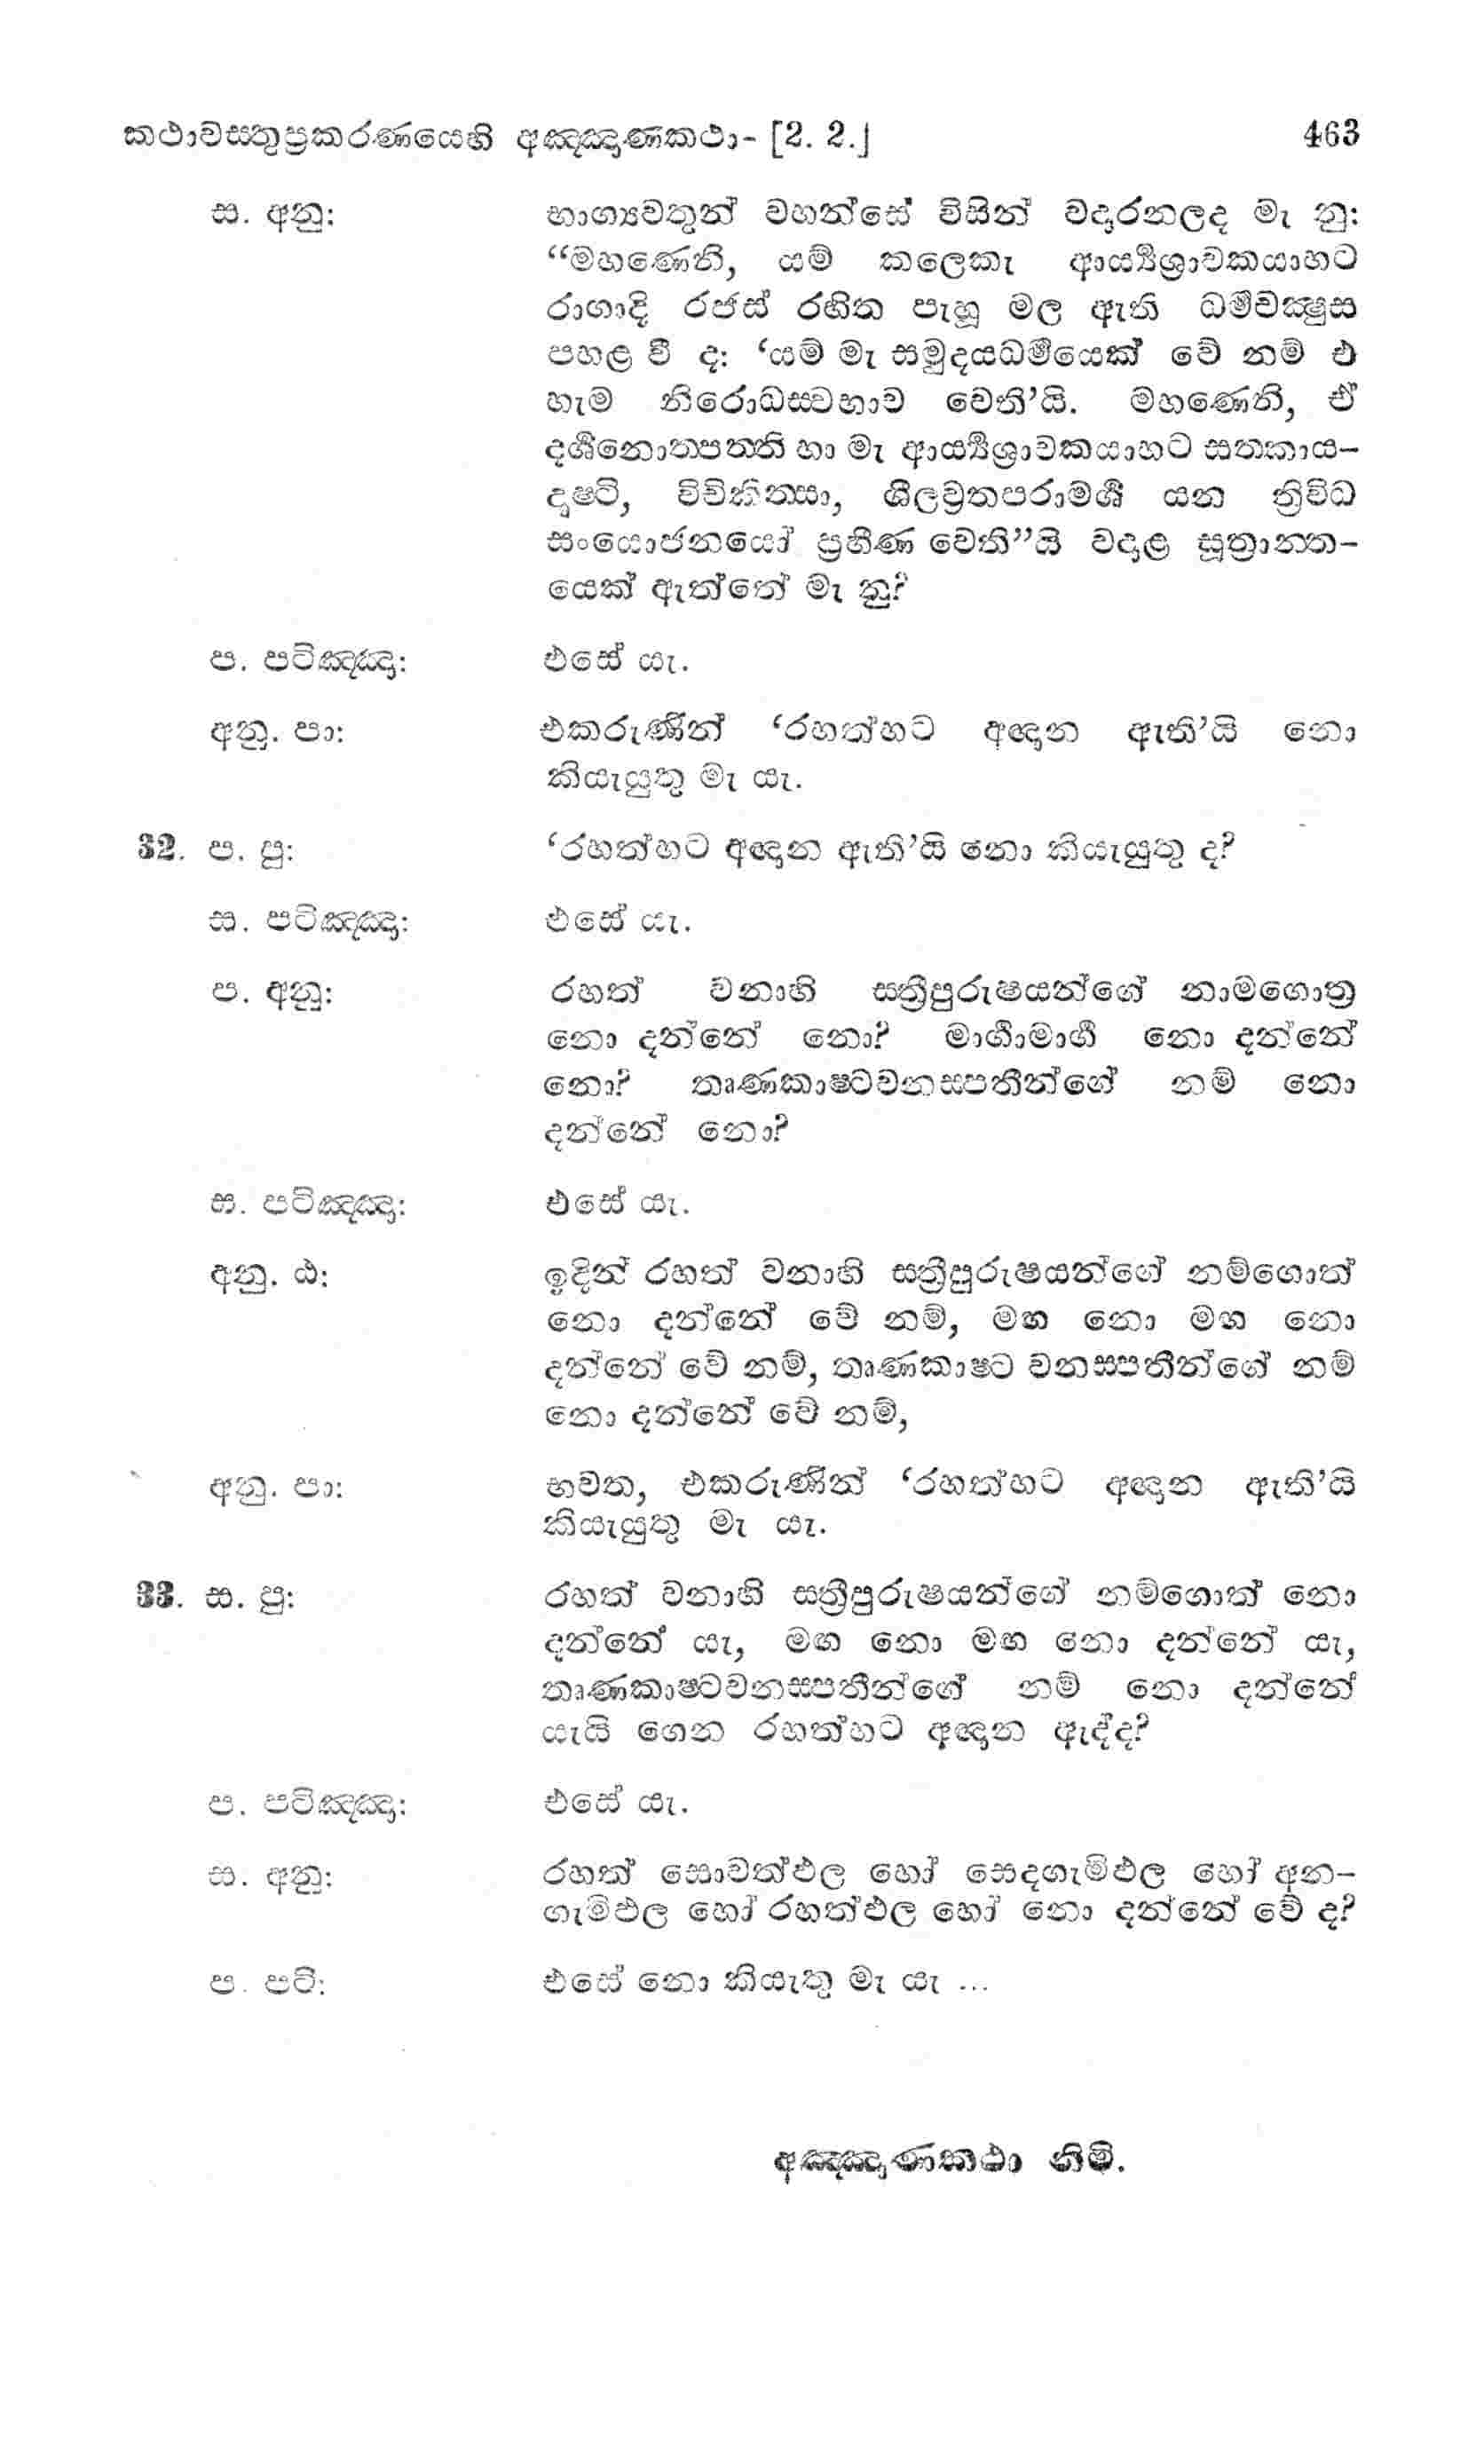 කථාවස්තුප්‍රකරණයෙහි අඤ්ඤාණකථා- [2. 2.] 463
ස. අනු: භාග්‍යවතුන් වහන්සේ විසින් වදාරනලද මැ නු:
“මහණෙනි, යම් කලෙකැ ආර්‍ය්‍යශ්‍රාවකයාහට
රාගාදි රජස් රහිත පැහූ මල ඇති ධර්‍මචක්‍ෂුස
පහළ වී ද: ‘යම් මැ සමුදයධර්‍මයෙක් වේ නම් එ
හැම නිරොධස්වභාව වෙති’යි. මහණෙනි, ඒ
දර්‍ශනොත්පත්ති හා මැ ආර්‍ය්‍යශ්‍රාවකයාහට සත්කාය-
දෘෂ්ටි, විචිකිත්සා, ශීලව්‍රතපරාමර්‍ශ යන ත්‍රිවිධ
සංයොජනයෝ ප්‍රහීණ වෙති”යි වදාළ සූත්‍රාන්ත-
යෙක් ඇත්තේ මැ නු?
ප. පටිඤ්ඤා: එසේ යැ.
අනු. පා: එකරුණින් ‘රහත්හට අඥාන ඇති’යි නො
කියැයුතු මැ යැ.
32. ප. පු: ‘රහත්හට අඥාන ඇති’යි නො කියැයුතු ද?
ස. පටිඤ්ඤා: එසේ යැ.
ප. අනු: රහත් වනාහි ස්ත්‍රීපුරුෂයන්ගේ නාමගොත්‍ර
නො දන්නේ නො? මාර්‍ගාමාර්‍ග නො දන්නේ
නො? තෘණකාෂ්ටවනස්පතීන්ගේ නම් නො
දන්නේ නො?
ස. පටිඤ්ඤා: එසේ යැ.
අනු. ඨ: ඉදින් රහත් වනාහි ස්ත්‍රීපුරුෂයන්ගේ නම්ගොත්
නො දන්නේ වේ නම්, මඟ නො මඟ නො
දන්නේ වේ නම්, තෘණකාෂ්ට වනස්පතීන්ගේ නම්
නො දන්නේ වේ නම්,
අනු. පා: භවත, එකරුණින් ‘රහත්හට අඥාන ඇති’යි
කියැයුතු මැ යැ.
33. ස. පු: රහත් වනාහි ස්ත්‍රීපුරුෂයන්ගේ නම්ගොත් නො
දන්නේ යැ, මඟ නො මඟ නො දන්නේ යැ,
තෘණකාෂ්ටවනස්පතීන්ගේ නම් නො දන්නේ
යැයි ගෙන රහත්හට අඥාන ඇද්ද?
ප. පටිඤ්ඤා: එසේ යැ.
ස. අනු: රහත් සොවත්ඵල හෝ සෙදගැමිඵල හෝ අන-
ගැමිඵල හෝ රහත්ඵල හෝ නො දන්නේ වේ ද?
ප. පටි: එසේ නො කියැතු මැ යැ ...
අඤ්ඤාණකථා නිමි.